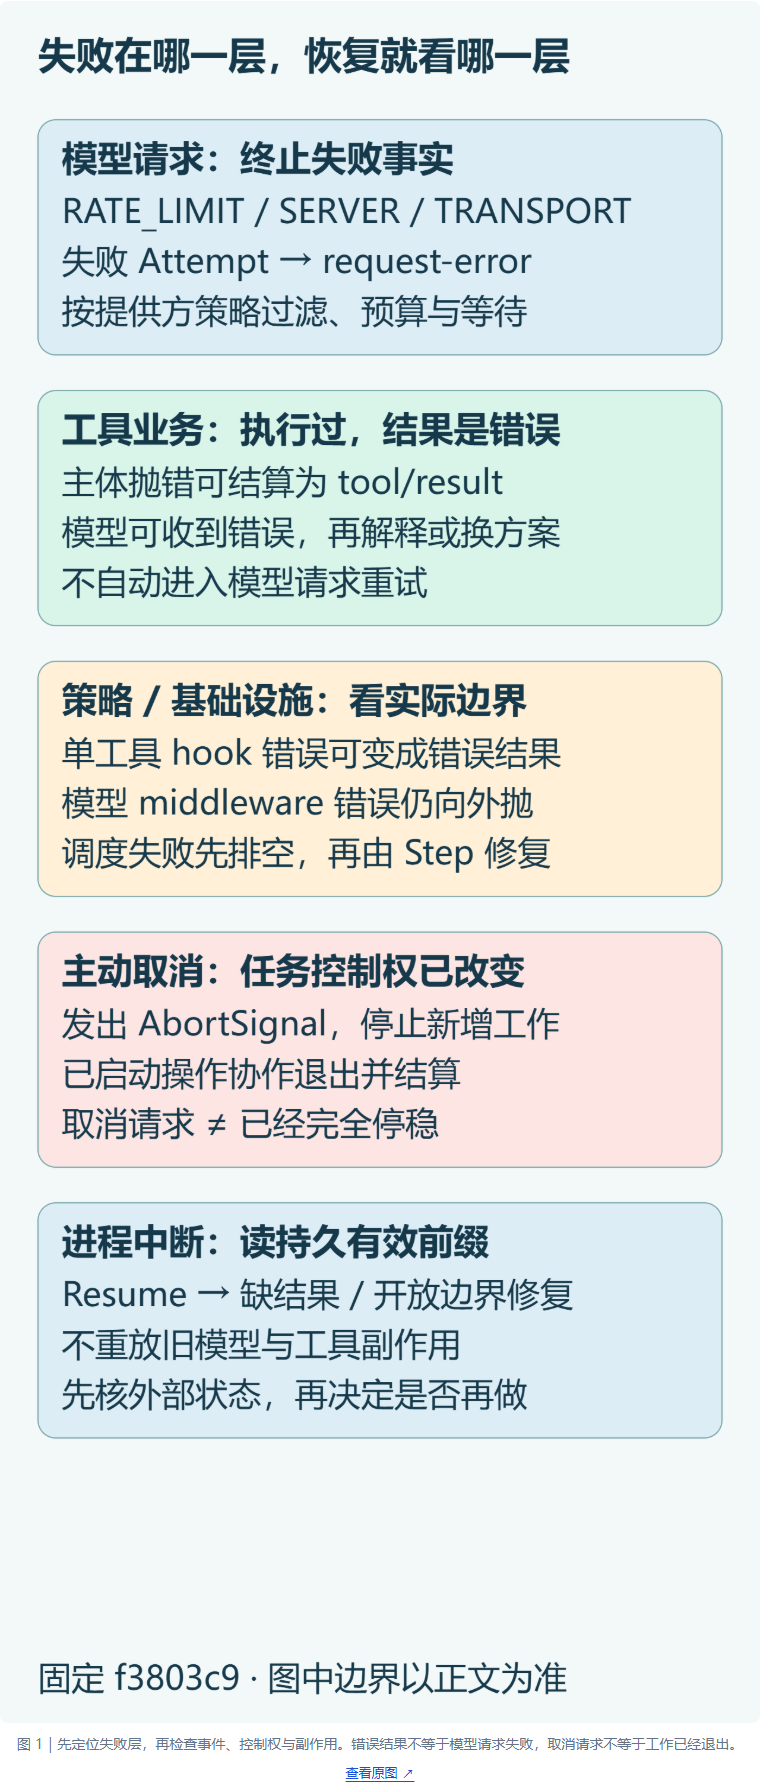 失败在哪一层，恢复就看哪一层
模型请求：终止失败事实
RATE_LIMIT / SERVER / TRANSPORT
失败 Attempt → request-error
按提供方策略过滤、预算与等待
工具业务：执行过，结果是错误
主体抛错可结算为 tool/result
模型可收到错误，再解释或换方案
不自动进入模型请求重试
策略 / 基础设施：看实际边界
单工具 hook 错误可变成错误结果
模型 middleware 错误仍向外抛
调度失败先排空，再由 Step 修复
主动取消：任务控制权已改变
发出 AbortSignal，停止新增工作
已启动操作协作退出并结算
取消请求 ≠ 已经完全停稳
进程中断：读持久有效前缀
Resume → 缺结果 / 开放边界修复
不重放旧模型与工具副作用
先核外部状态，再决定是否再做
固定 f3803c9 · 图中边界以正文为准
图 1｜先定位失败层，再检查事件、控制权与副作用。错误结果不等于模型请求失败，取消请求不等于工作已经退出。
查看原图 ↗